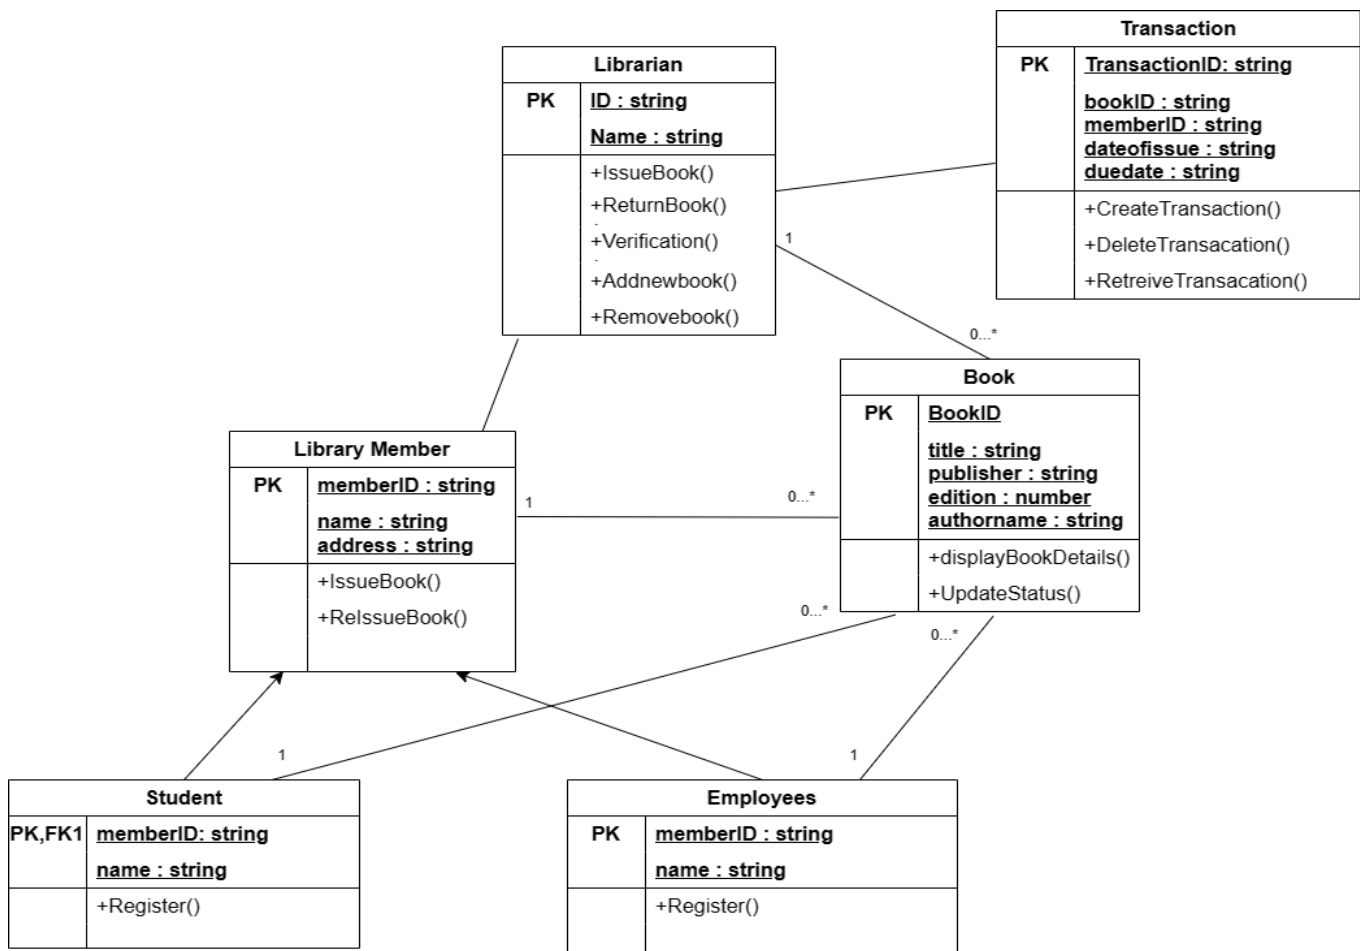 Transaction
PK
TransactionID: string
bookID : string
memberID : string
dateofissue : string
duedate : string
+CreateTransaction()
+DeleteTransacation()
+RetreiveTransacation()
Librarian
PK
ID : string
Name : string
+IssueBook()
+ReturnBook()
+Verification()
+Addnewbook()
+Removebook()
1
0...*
Book
PK
BookID
title : string
publisher : string
edition : number
authorname : string
+displayBookDetails()
+UpdateStatus()
Library Member
PK
memberID : string
name : string
address : string
+IssueBook()
+ReIssueBook()
1
0...*
0...*
0...*
1
1
Student
PK,FK1
memberID: string
name : string
+Register()
Employees
PK
memberID : string
name : string
+Register()